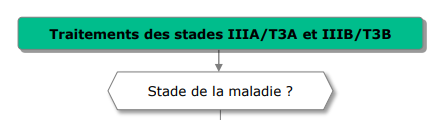 Traitements des stades IIIA/T3A et IIIB/T3B
Stade de la maladie ?